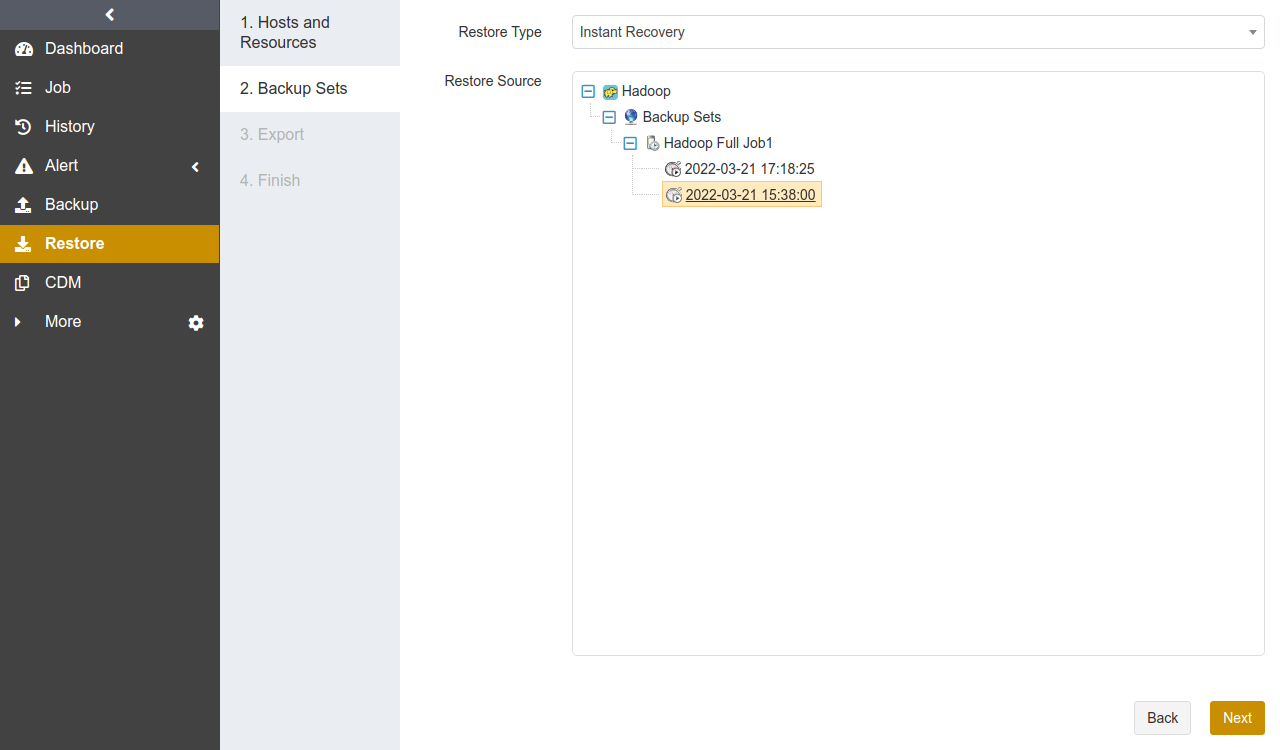 Dashboard
Job
History
Alert
Backup
Restore
CDM
More
1. Hosts and
Resources
2. Backup Sets
3. Export
4. Finish
Restore Type
Instant Recovery
Restore Source
Hadoop
Backup Sets
Hadoop Full Job1
2022-03-21 17:18:25
2022-03-21 15:38:00
Back
Next